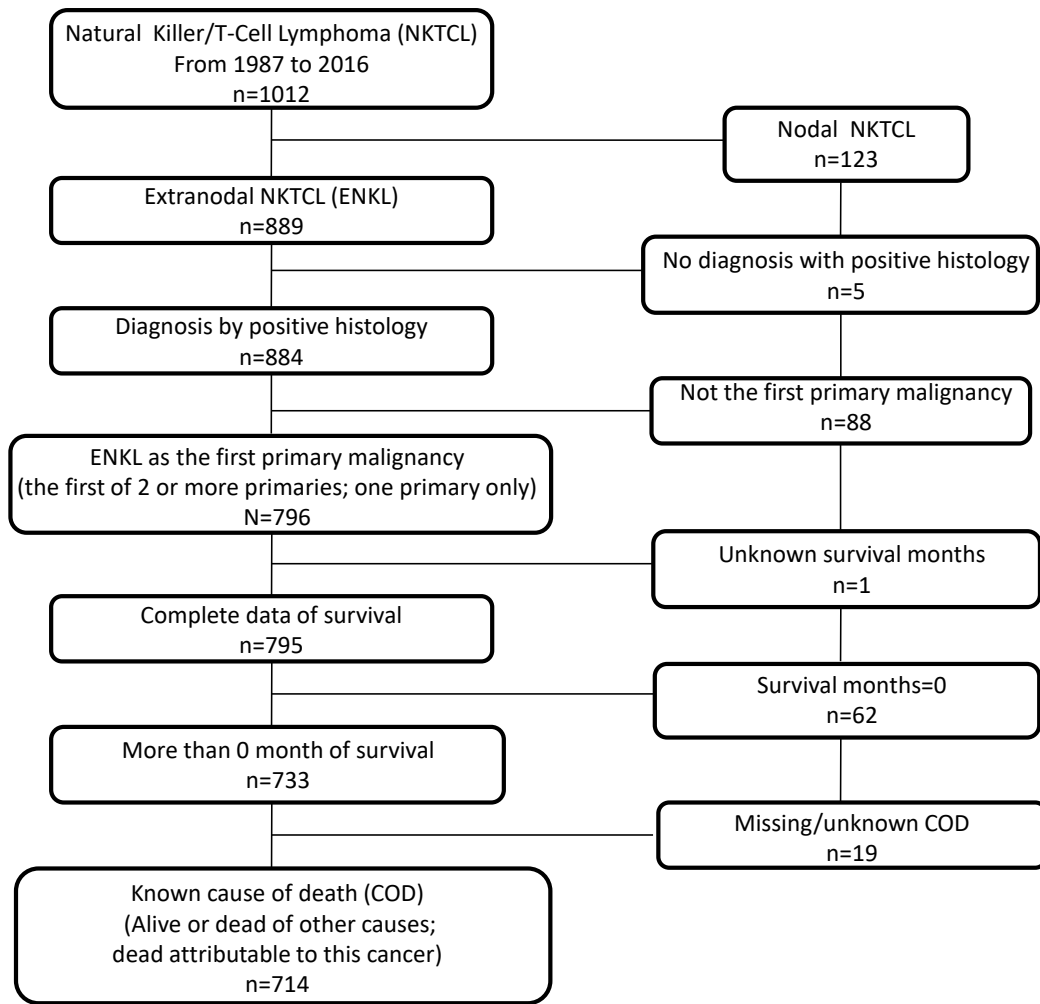 Natural Killer/T-Cell Lymphoma (NKTCL)
From 1987 to 2016
n=1012
Nodal NKTCL
n=123
Extranodal NKTCL (ENKL)
n=889
No diagnosis with positive histology
n=5
Diagnosis by positive histology
n=884
Not the first primary malignancy
n=88
ENKL as the first primary malignancy
(the first of 2 or more primaries; one primary only)
N=796
Unknown survival months
n=1
Complete data of survival
n=795
Survival months=0
n=62
More than 0 month of survival
n=733
Missing/unknown COD
n=19
Known cause of death (COD)
(Alive or dead of other causes;
dead attributable to this cancer)
n=714